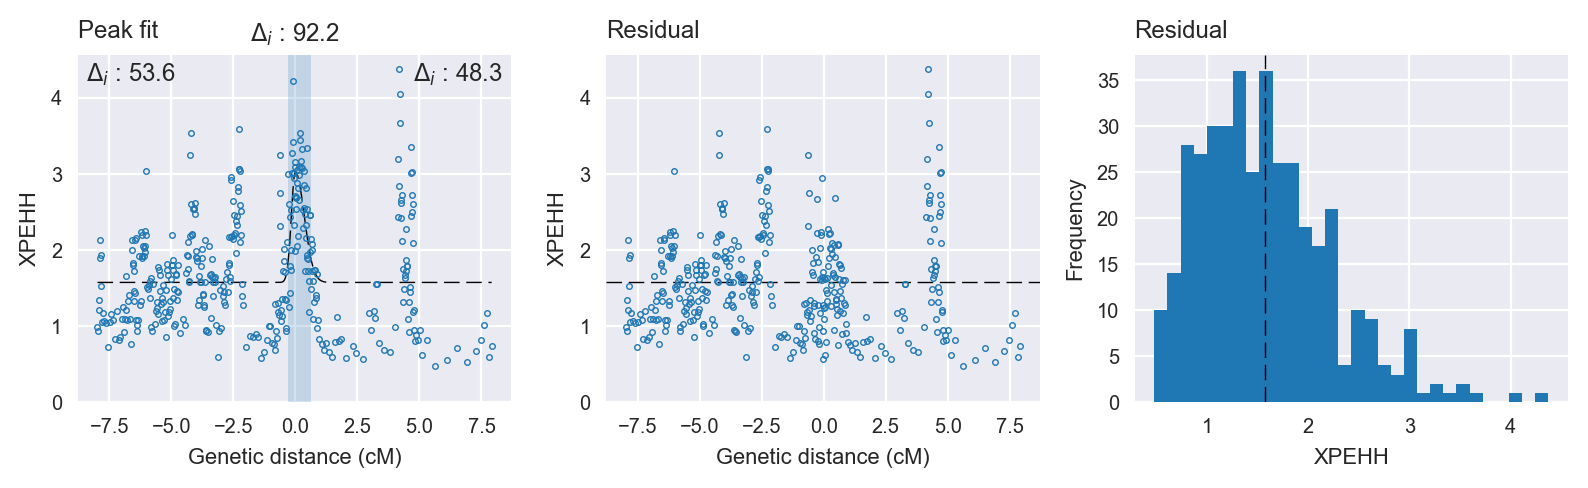 Peak fit
Δi : 92.2
Δi : 53.6
Δi : 48.3
XPEHH
4
3
2
1
0
−7.5 −5.0 −2.5 0.0 2.5 5.0 7.5
Genetic distance (cM)
Residual
XPEHH
4
3
2
1
0
−7.5 −5.0 −2.5 0.0 2.5 5.0 7.5
Genetic distance (cM)
Residual
Frequency
35
30
25
20
15
10
5
0
1 2 3 4
XPEHH